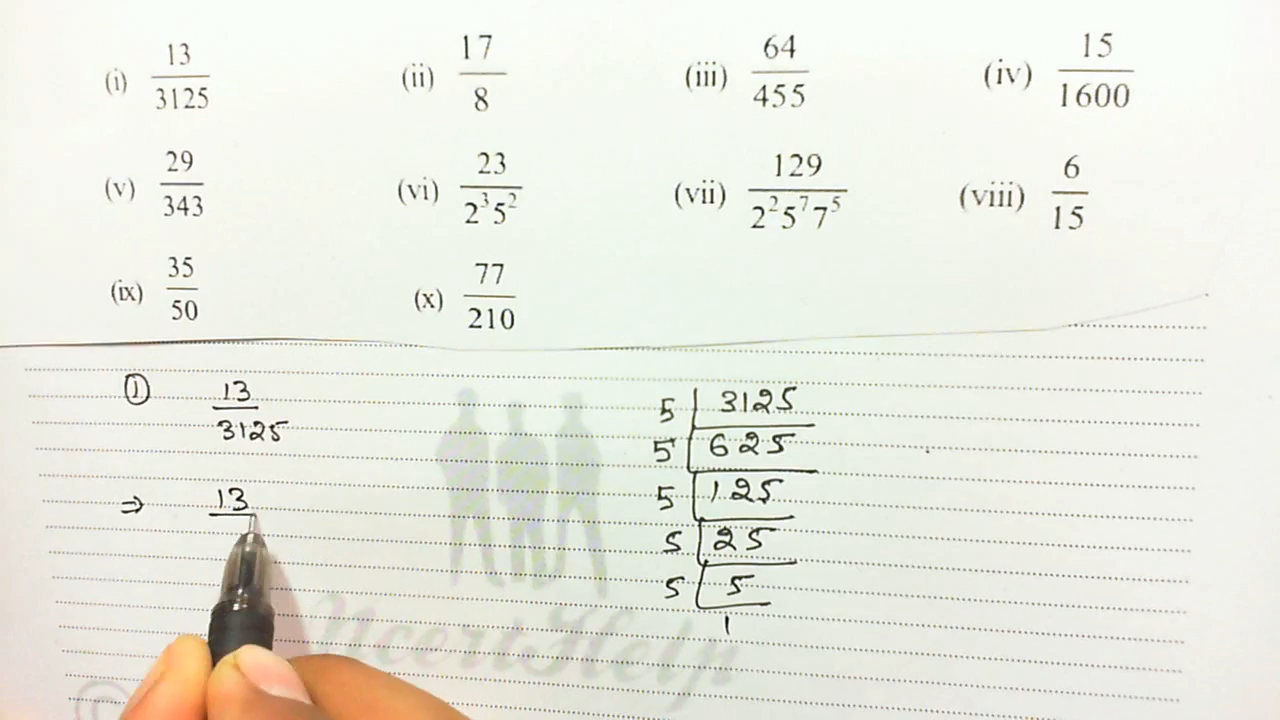 (i) 13/3125 (ii) 17/8 (iii) 64/455 (iv) 15/1600
(v) 29/343 (vi) 23/2³5² (vii) 129/2²5⁷7⁵ (viii) 6/15
(ix) 35/50 (x) 77/210
① 13/3125
⇒ 13
5 | 3125
5 | 625
5 | 125
5 | 25
5 | 5
1
NcertHelp